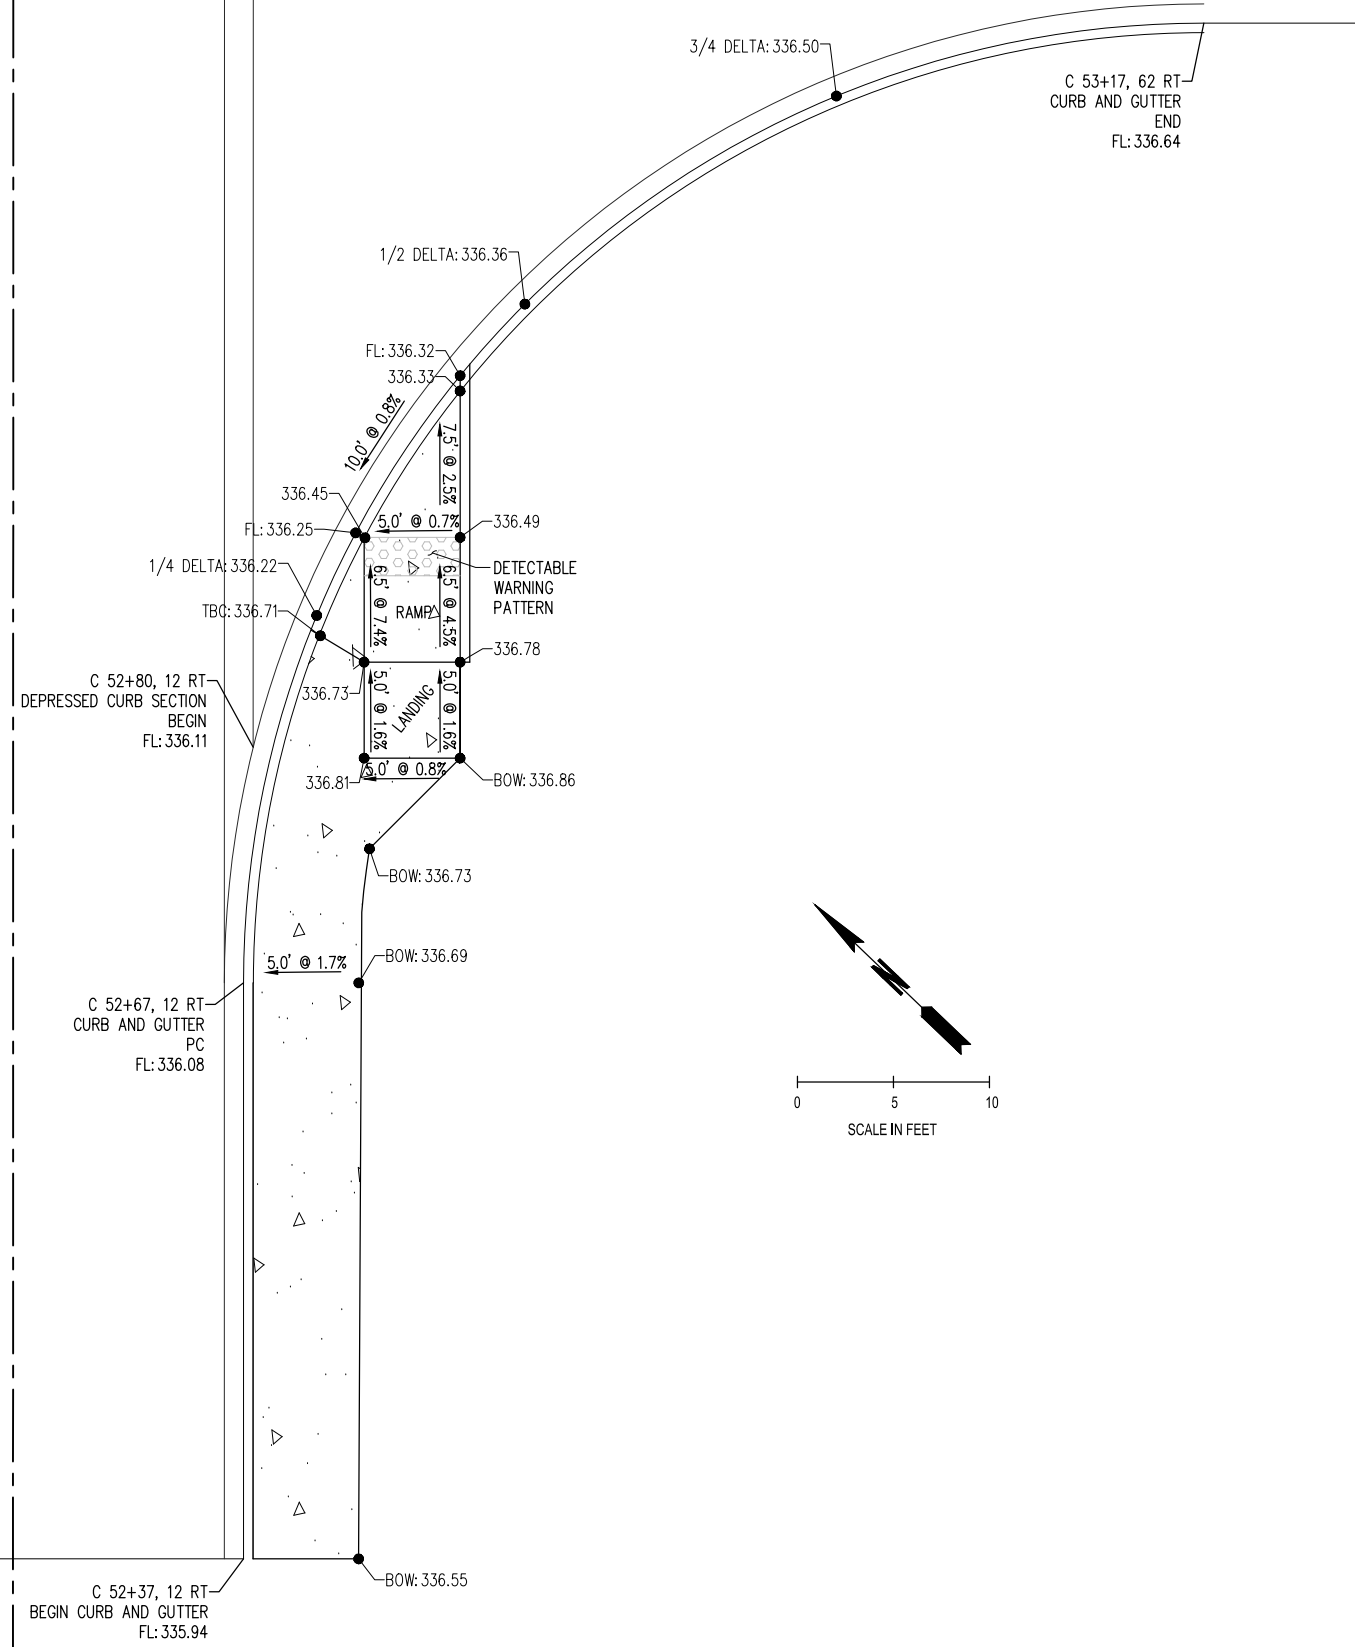 3/4 DELTA: 336.50
C 53+17, 62 RT
CURB AND GUTTER
END
FL: 336.64
1/2 DELTA: 336.36
FL: 336.32
336.33
10.0' @ 0.8%
7.5' @ 2.5%
336.45
FL: 336.25
5.0' @ 0.7%
336.49
1/4 DELTA: 336.22
DETECTABLE
WARNING
PATTERN
TBC: 336.71
6.5' @ 7.4%
RAMP
6.5' @ 4.5%
336.78
C 52+80, 12 RT
DEPRESSED CURB SECTION
BEGIN
FL: 336.11
336.73
5.0' @ 1.6%
LANDING
5.0' @ 1.6%
336.81
5.0' @ 0.8%
BOW: 336.86
BOW: 336.73
5.0' @ 1.7%
BOW: 336.69
C 52+67, 12 RT
CURB AND GUTTER
PC
FL: 336.08
N
0 5 10
SCALE IN FEET
BOW: 336.55
C 52+37, 12 RT
BEGIN CURB AND GUTTER
FL: 335.94